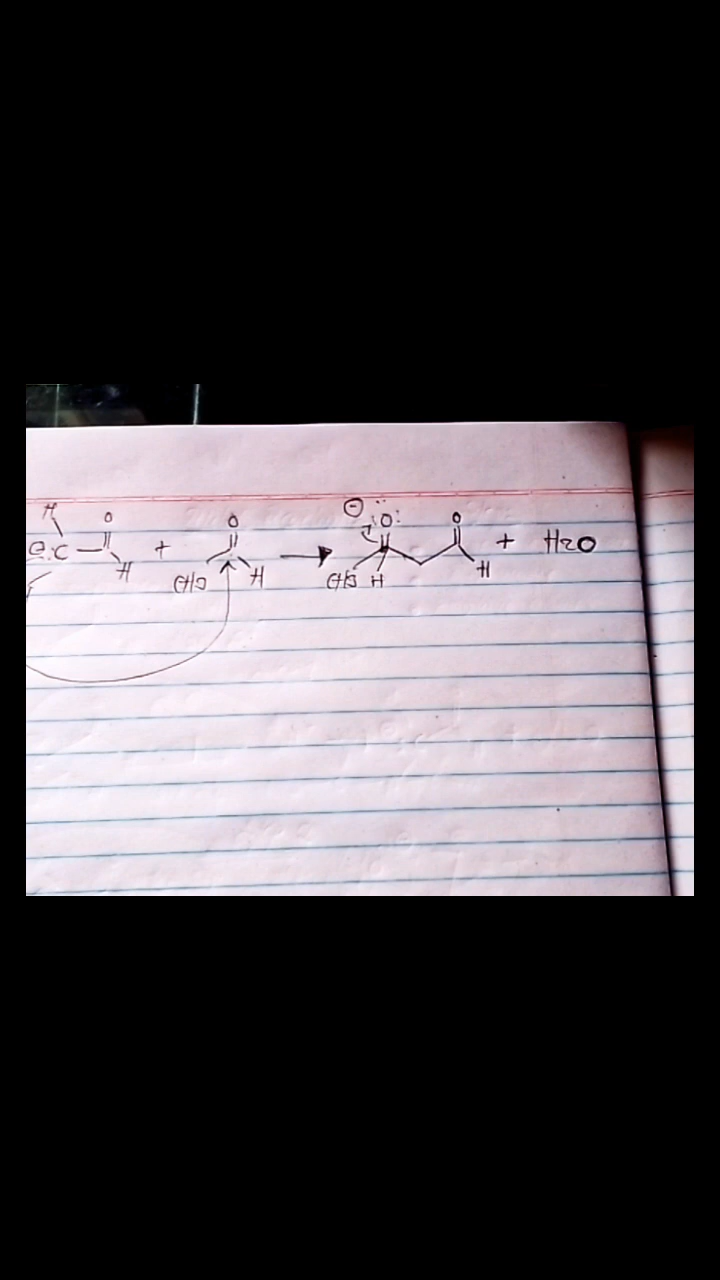 H O O ⊖ :Ö: O
⊖:C H + CH3 H → CH3 H H + H2O